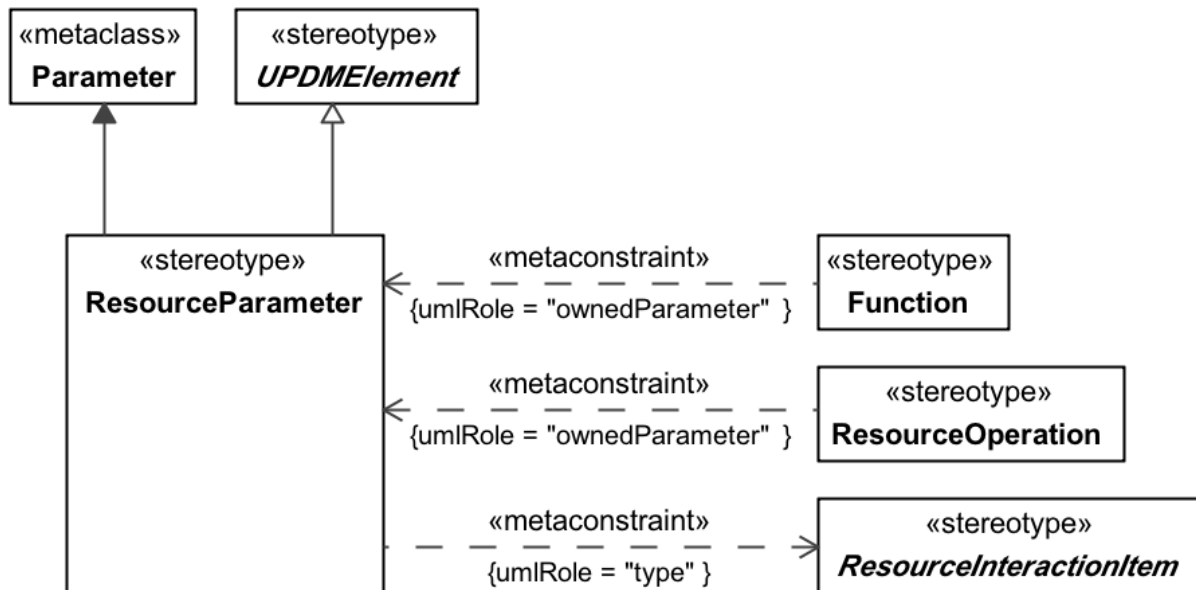 «metaclass»
Parameter
«stereotype»
UPDMElement
«stereotype»
ResourceParameter
«metaconstraint»
{umlRole = "ownedParameter" }
«stereotype»
Function
«metaconstraint»
{umlRole = "ownedParameter" }
«stereotype»
ResourceOperation
«metaconstraint»
{umlRole = "type" }
«stereotype»
ResourceInteractionItem